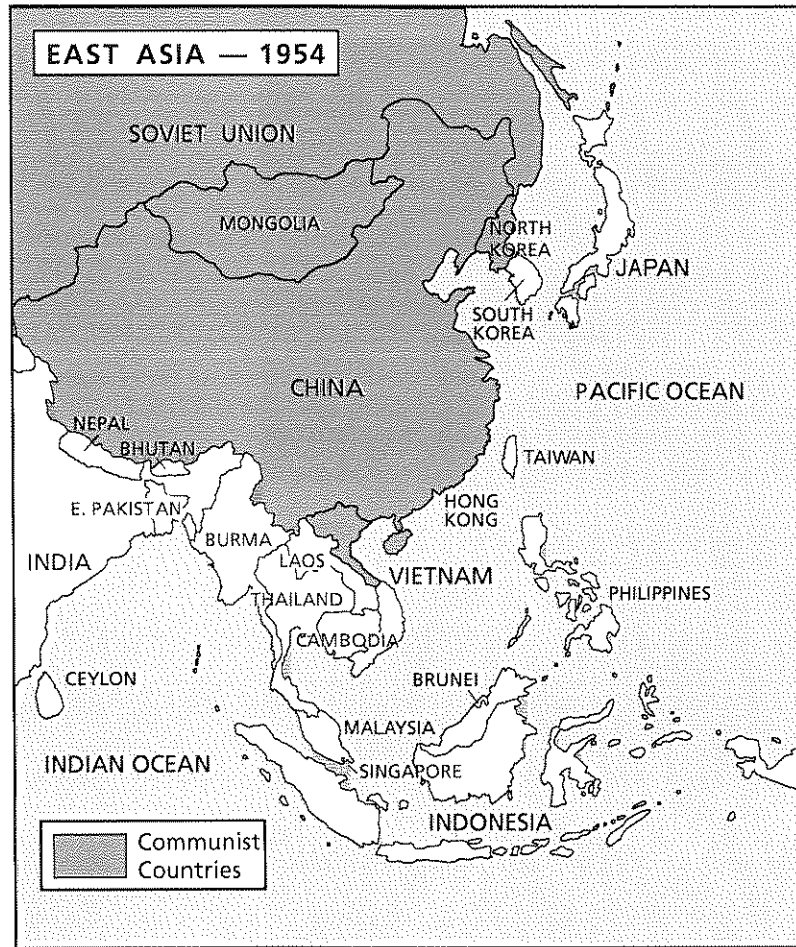 EAST ASIA — 1954
SOVIET UNION
MONGOLIA
NORTH
KOREA
JAPAN
SOUTH
KOREA
CHINA
PACIFIC OCEAN
NEPAL
BHUTAN
TAIWAN
E. PAKISTAN
HONG
KONG
BURMA
INDIA
LAOS
VIETNAM
THAILAND
PHILIPPINES
CAMBODIA
CEYLON
BRUNEI
MALAYSIA
INDIAN OCEAN
SINGAPORE
INDONESIA
Communist
Countries